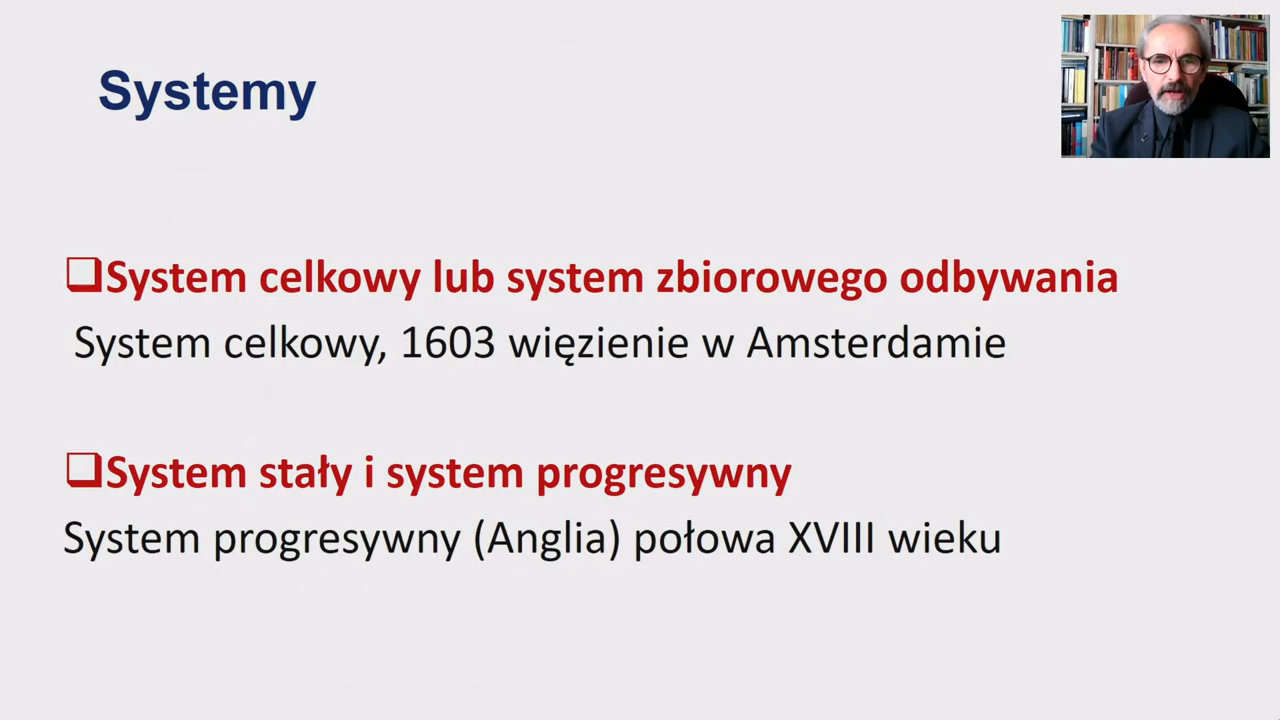 Systemy
❑System celkowy lub system zbiorowego odbywania
System celkowy, 1603 więzienie w Amsterdamie
❑System stały i system progresywny
System progresywny (Anglia) połowa XVIII wieku